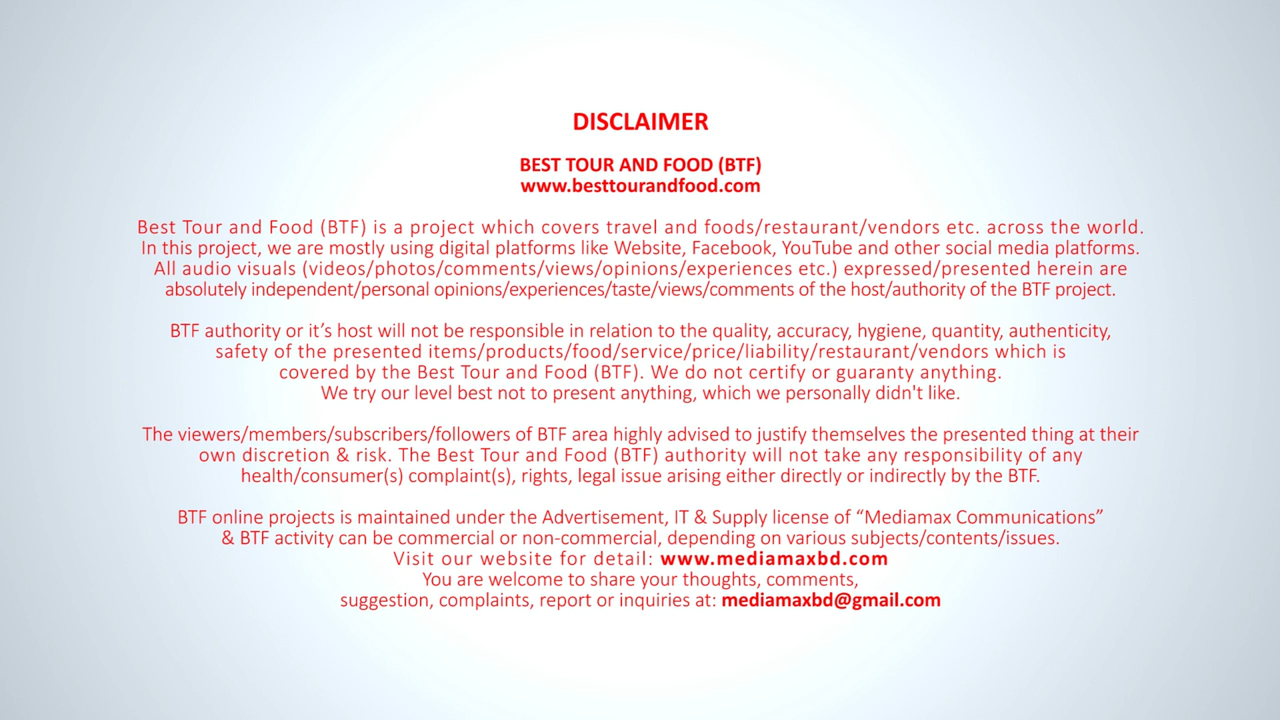 DISCLAIMER
BEST TOUR AND FOOD (BTF)
www.besttourandfood.com
Best Tour and Food (BTF) is a project which covers travel and foods/restaurant/vendors etc. across the world.
In this project, we are mostly using digital platforms like Website, Facebook, YouTube and other social media platforms.
All audio visuals (videos/photos/comments/views/opinions/experiences etc.) expressed/presented herein are
absolutely independent/personal opinions/experiences/taste/views/comments of the host/authority of the BTF project.
BTF authority or it’s host will not be responsible in relation to the quality, accuracy, hygiene, quantity, authenticity,
safety of the presented items/products/food/service/price/liability/restaurant/vendors which is
covered by the Best Tour and Food (BTF). We do not certify or guaranty anything.
We try our level best not to present anything, which we personally didn't like.
The viewers/members/subscribers/followers of BTF area highly advised to justify themselves the presented thing at their
own discretion & risk. The Best Tour and Food (BTF) authority will not take any responsibility of any
health/consumer(s) complaint(s), rights, legal issue arising either directly or indirectly by the BTF.
BTF online projects is maintained under the Advertisement, IT & Supply license of “Mediamax Communications”
& BTF activity can be commercial or non-commercial, depending on various subjects/contents/issues.
Visit our website for detail: www.mediamaxbd.com
You are welcome to share your thoughts, comments,
suggestion, complaints, report or inquiries at: mediamaxbd@gmail.com